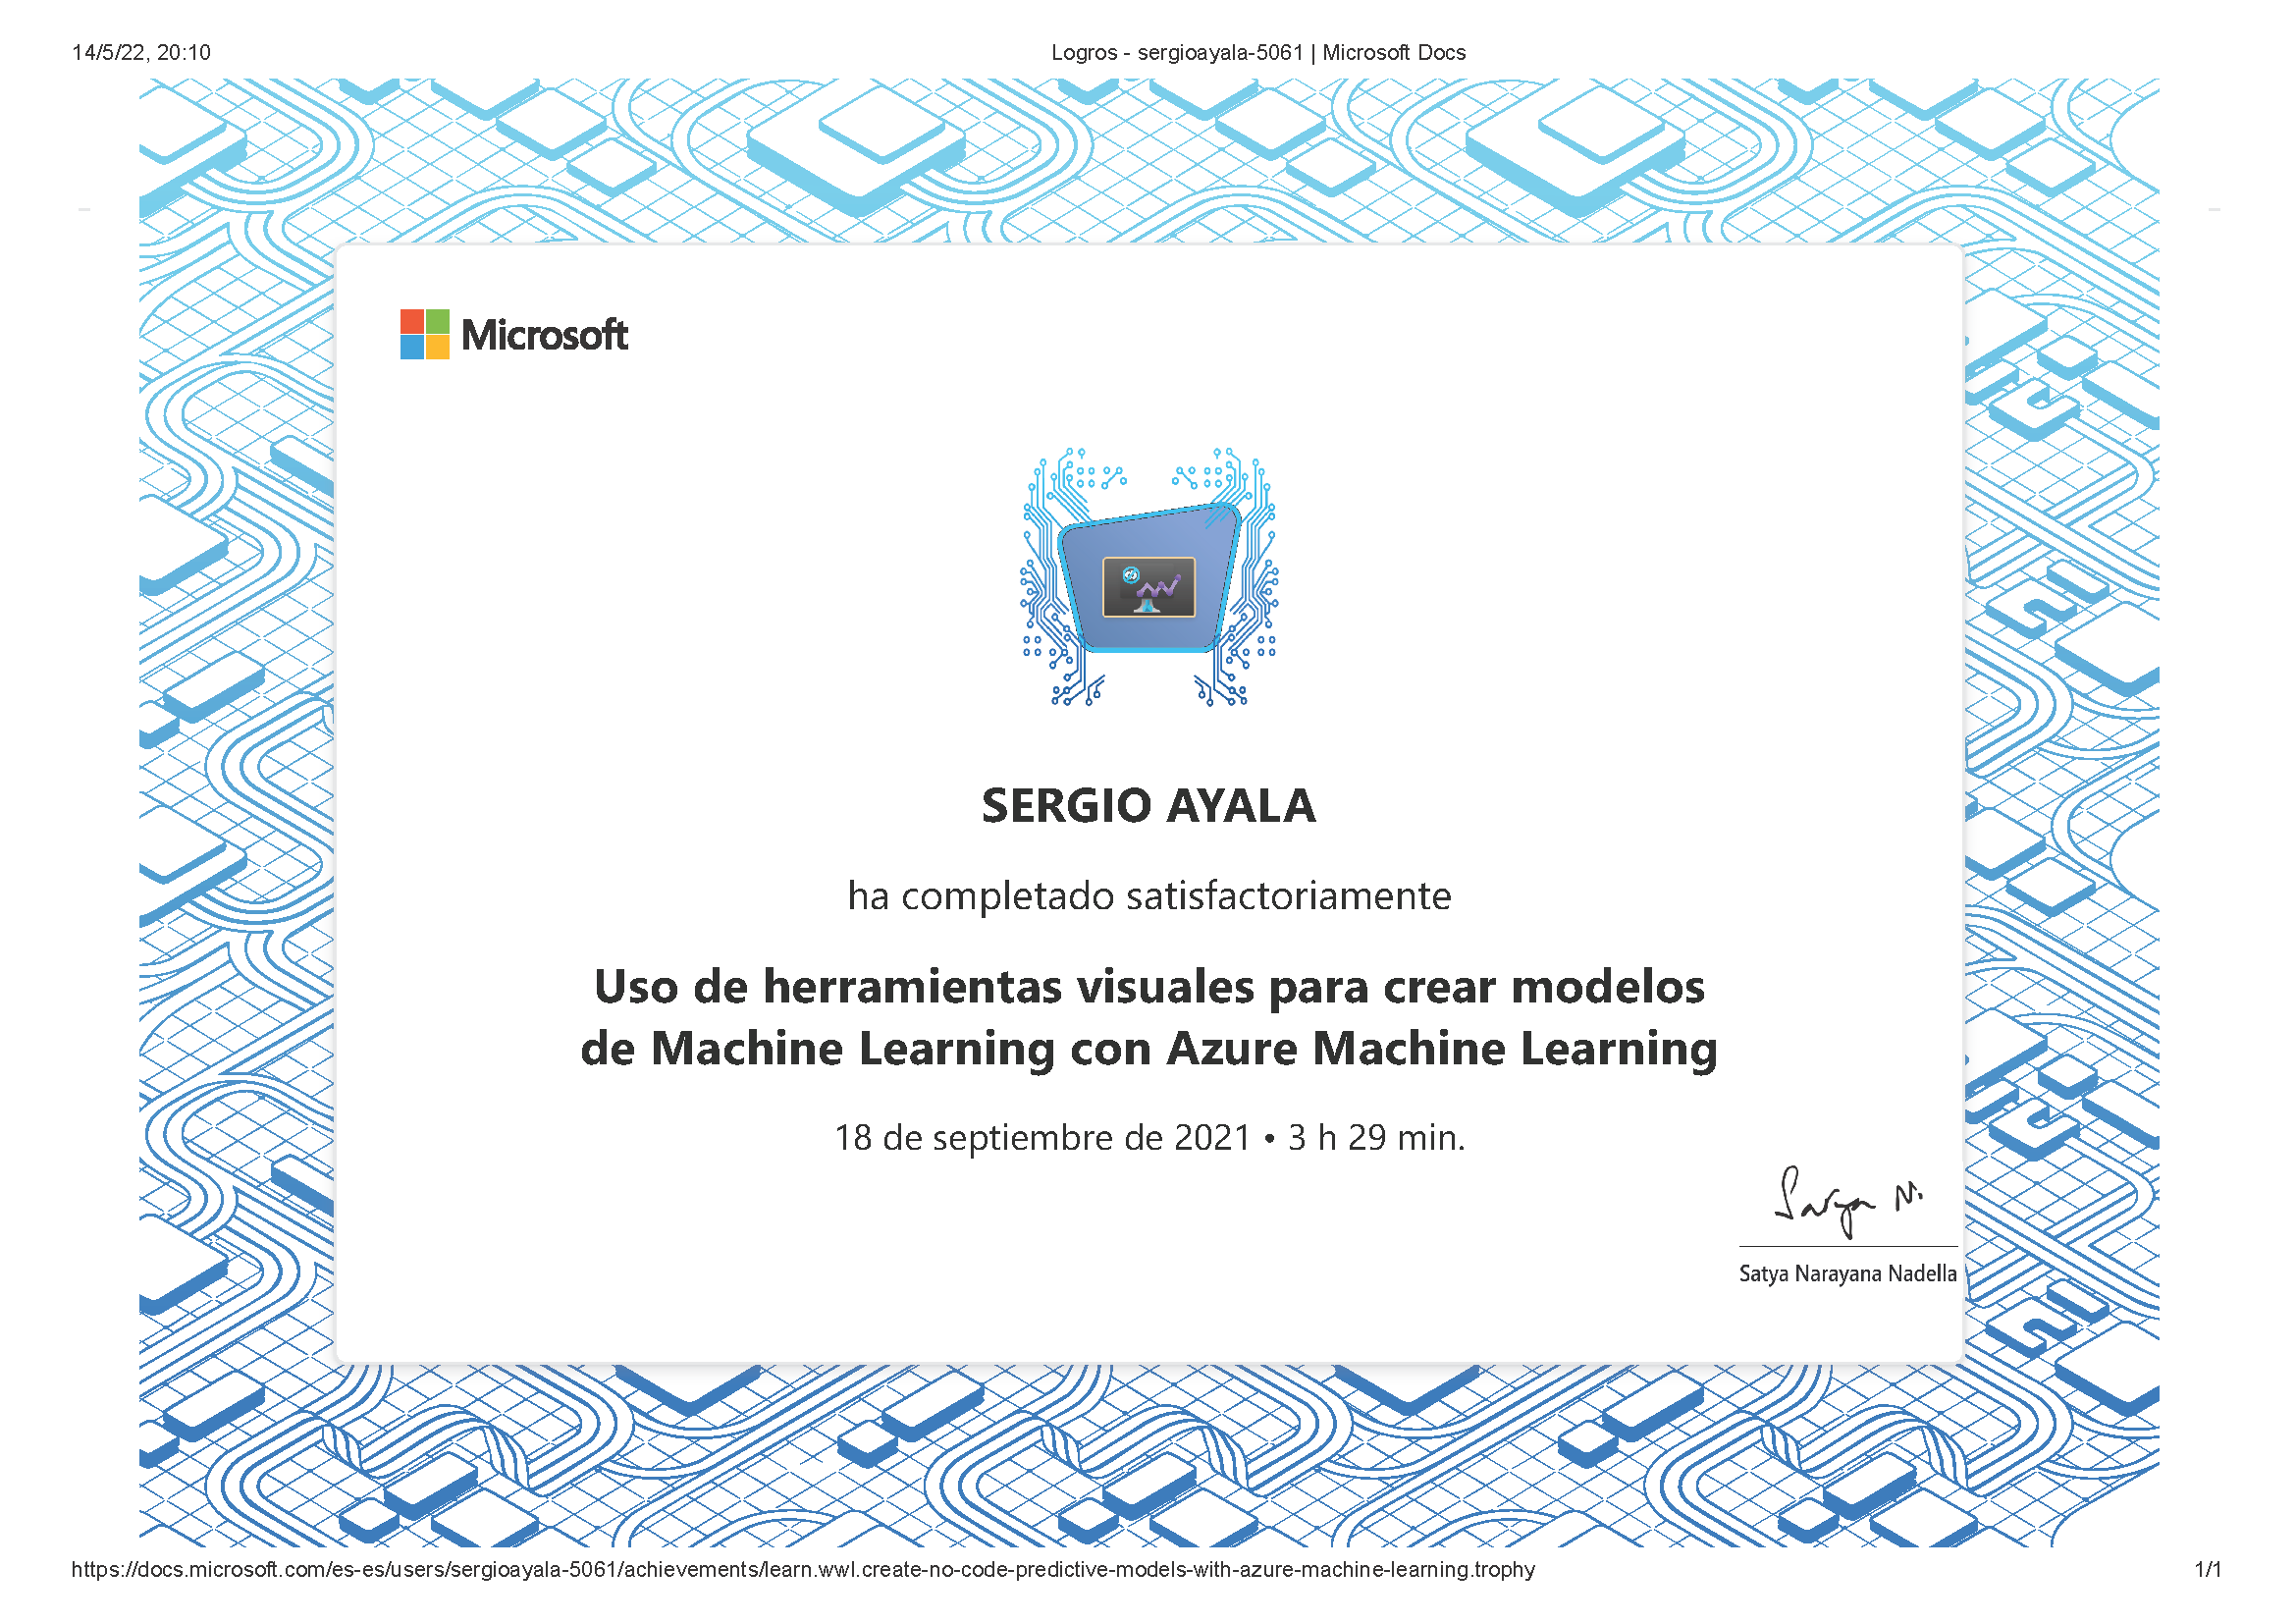 14/5/22, 20:10
Logros - sergioayala-5061 | Microsoft Docs
Microsoft
SERGIO AYALA
ha completado satisfactoriamente
Uso de herramientas visuales para crear modelos
de Machine Learning con Azure Machine Learning
18 de septiembre de 2021 • 3 h 29 min.
Satya N.
Satya Narayana Nadella
https://docs.microsoft.com/es-es/users/sergioayala-5061/achievements/learn.wwl.create-no-code-predictive-models-with-azure-machine-learning.trophy
1/1